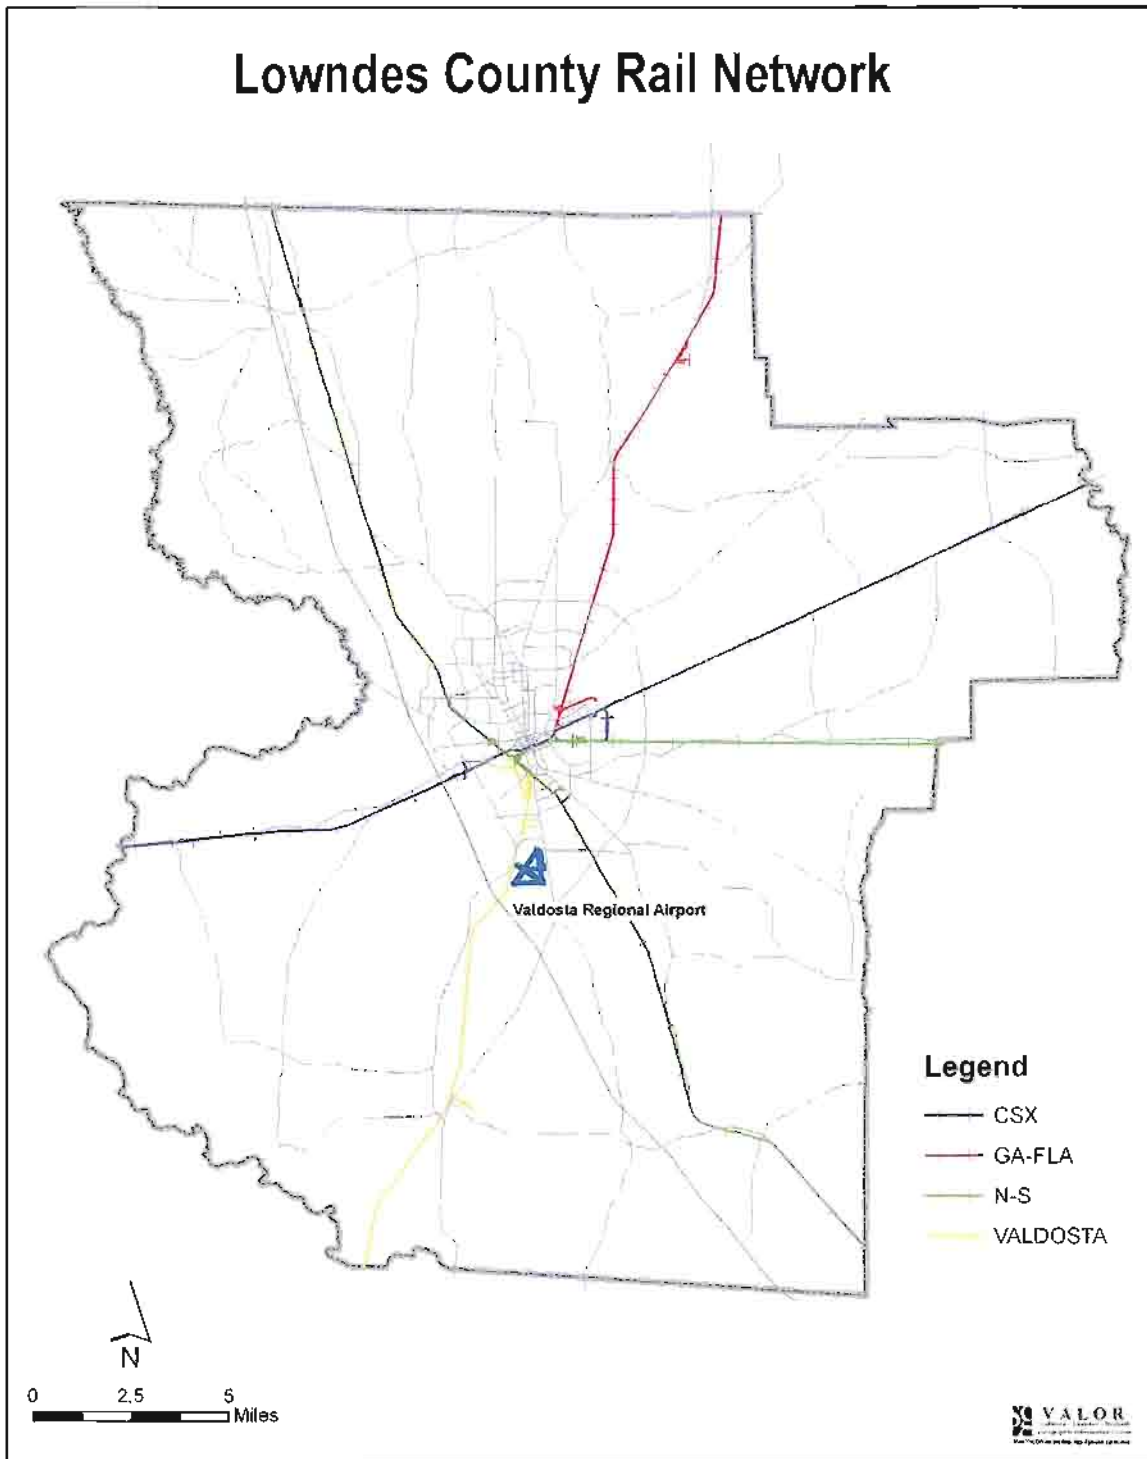 Lowndes County Rail Network
Valdosta Regional Airport
Legend
CSX
GA-FLA
N-S
VALDOSTA
N
0 2.5 5
Miles
VALOR